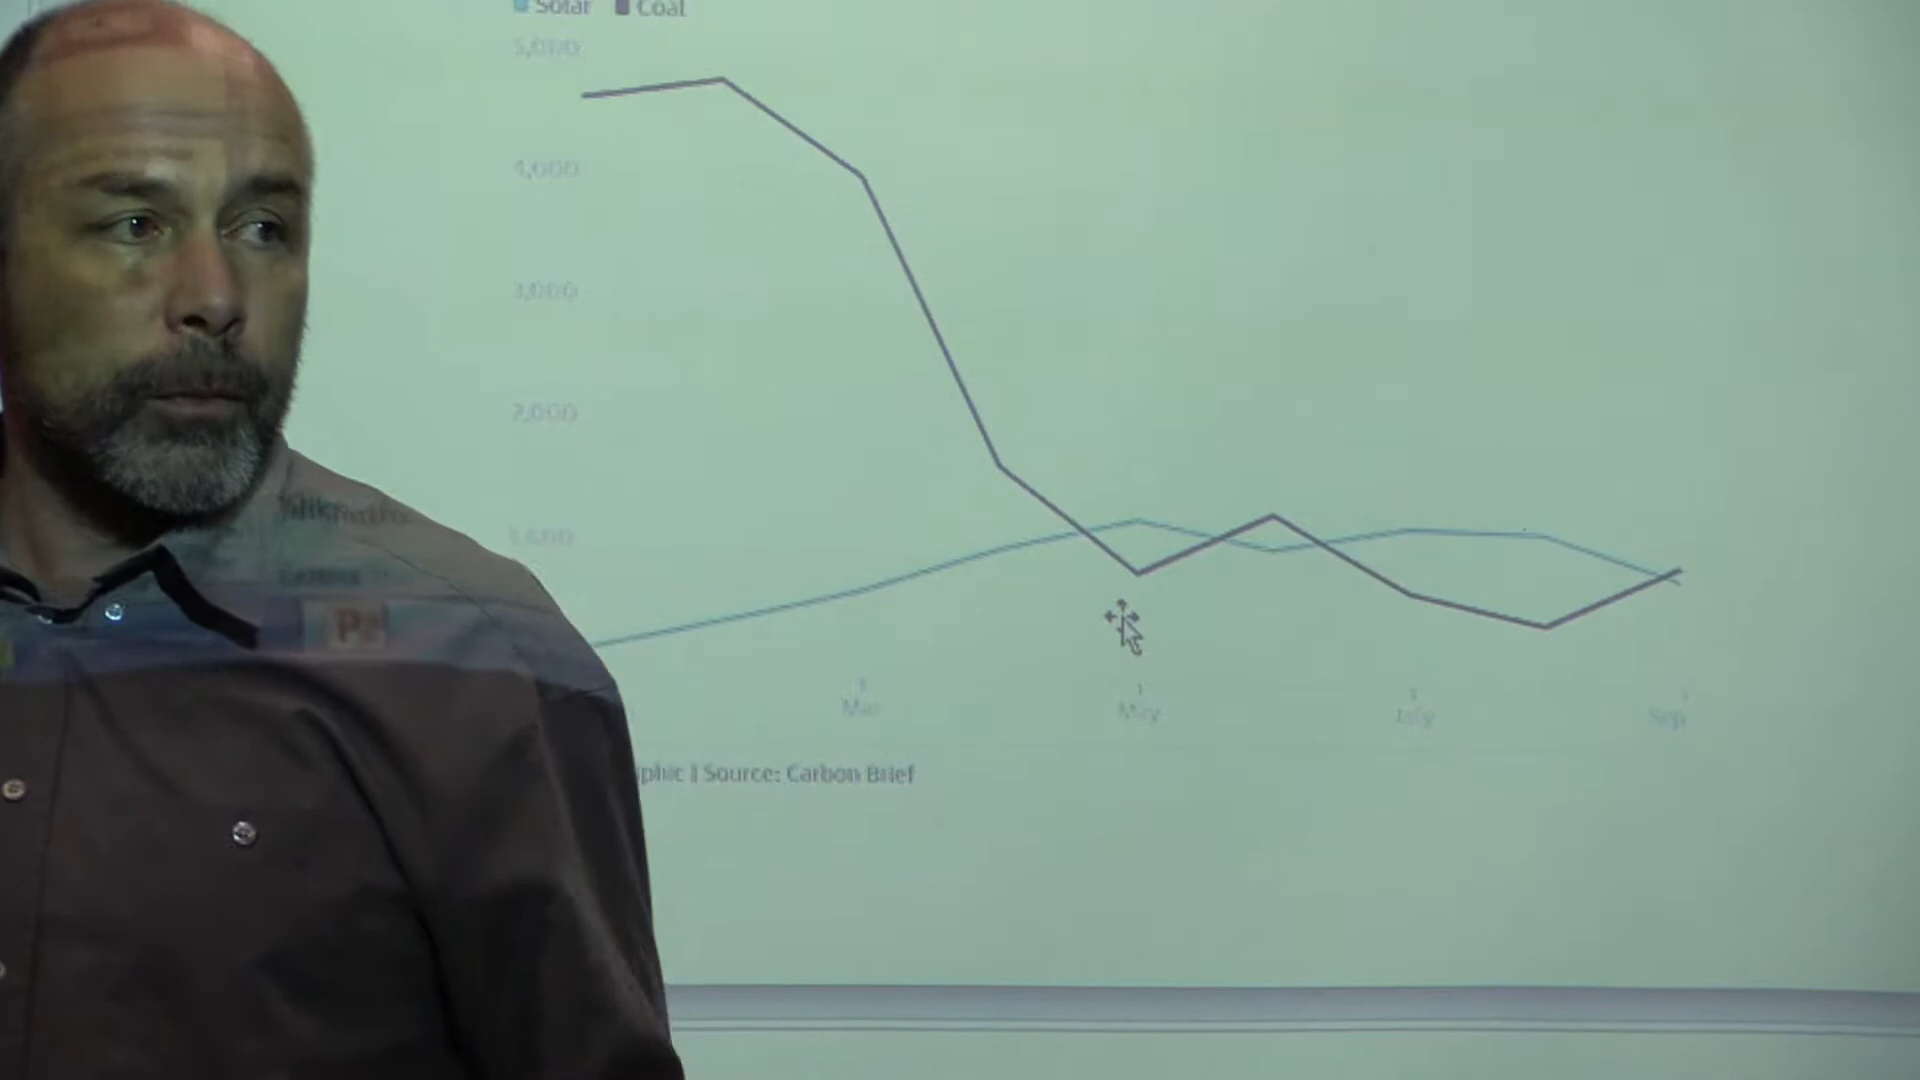 Solar Coal
5,000
4,000
3,000
2,000
1,000
Mar May July Sep
| Source: Carbon Brief